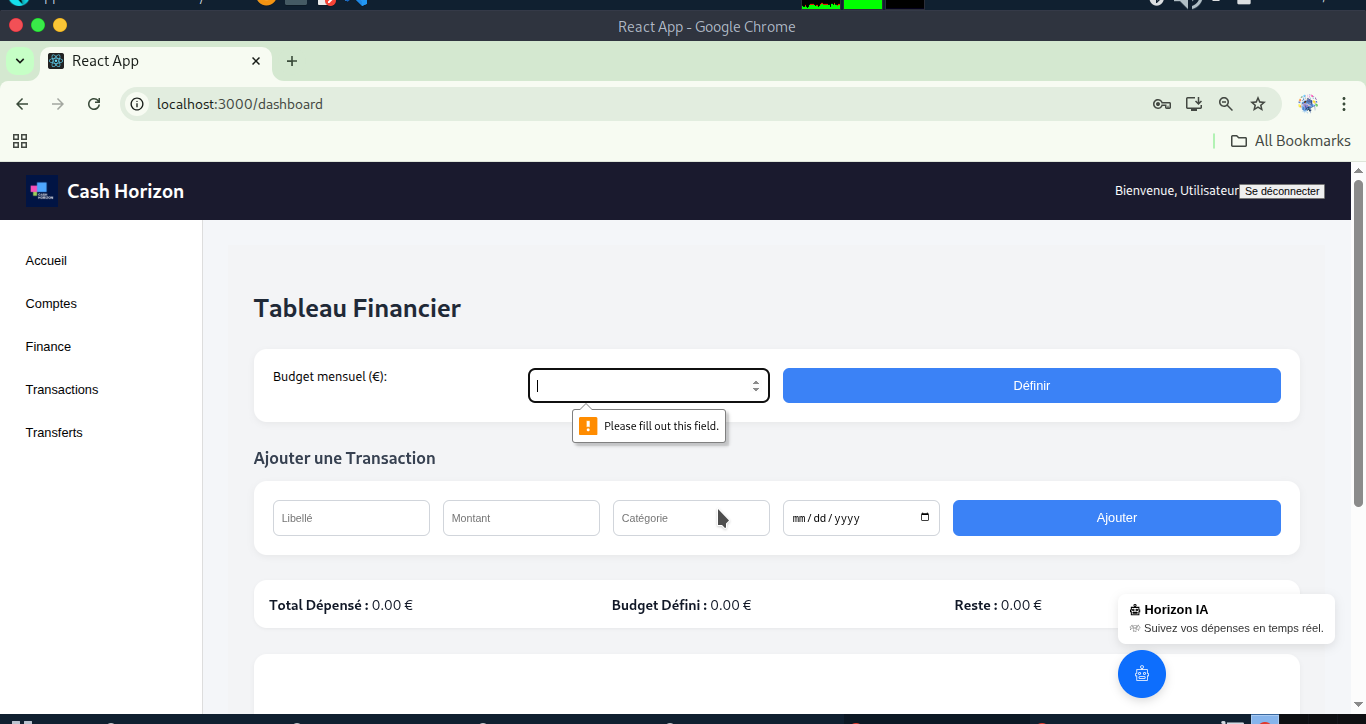 React App - Google Chrome
React App
localhost:3000/dashboard
All Bookmarks
Cash Horizon
Bienvenue, Utilisateur Se déconnecter
Accueil
Comptes
Finance
Transactions
Transferts
Tableau Financier
Budget mensuel (€):
Définir
Please fill out this field.
Ajouter une Transaction
Libellé Montant Catégorie mm/dd/yyyy Ajouter
Total Dépensé : 0.00 € Budget Défini : 0.00 € Reste : 0.00 €
Horizon IA
Suivez vos dépenses en temps réel.